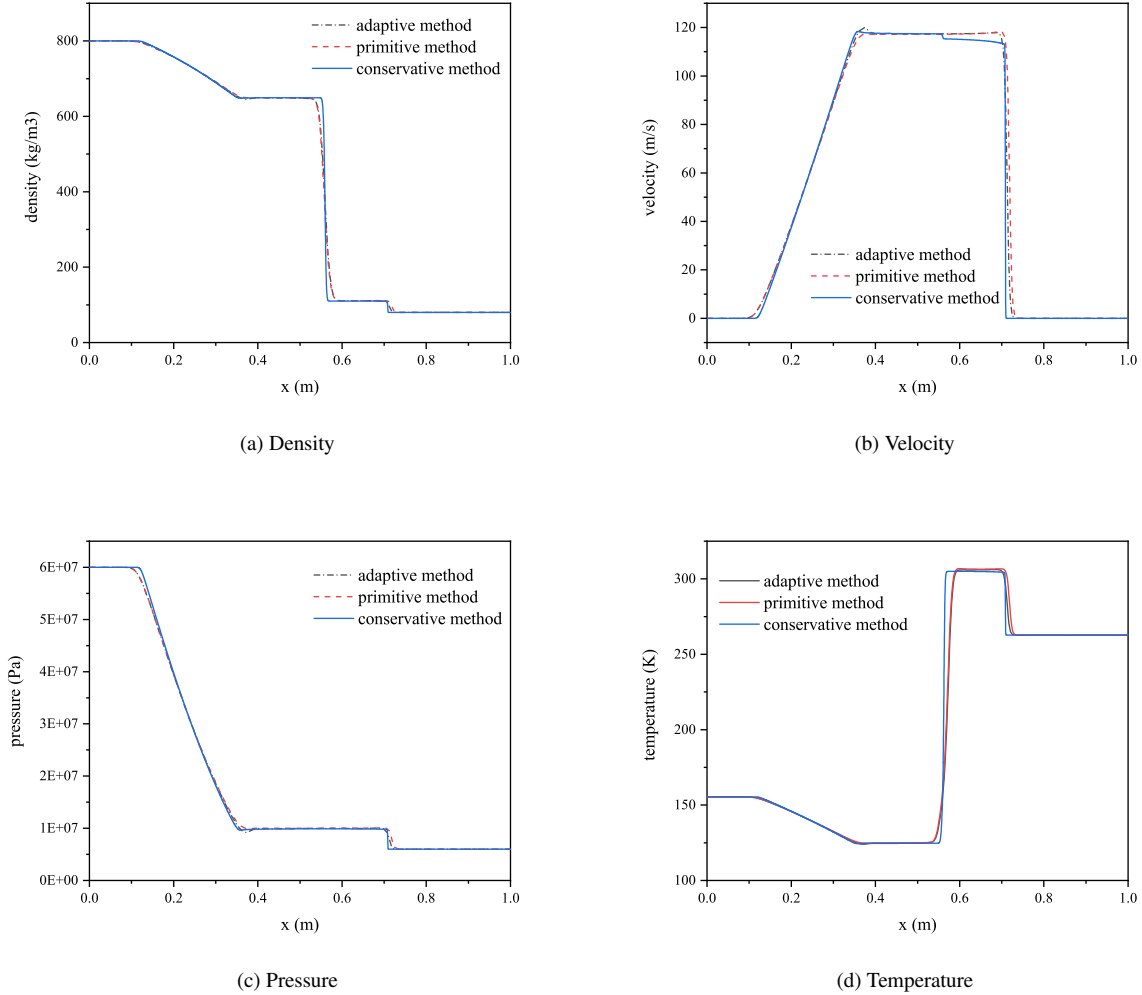 adaptive method
primitive method
conservative method
density (kg/m3)
800
600
400
200
0
0.0 0.2 0.4 0.6 0.8 1.0
x (m)
(a) Density
velocity (m/s)
120
100
80
60
40
20
0
adaptive method
primitive method
conservative method
0.0 0.2 0.4 0.6 0.8 1.0
x (m)
(b) Velocity
pressure (Pa)
6E+07
5E+07
4E+07
3E+07
2E+07
1E+07
0E+00
adaptive method
primitive method
conservative method
0.0 0.2 0.4 0.6 0.8 1.0
x (m)
(c) Pressure
temperature (K)
300
250
200
150
100
adaptive method
primitive method
conservative method
0.0 0.2 0.4 0.6 0.8 1.0
x (m)
(d) Temperature